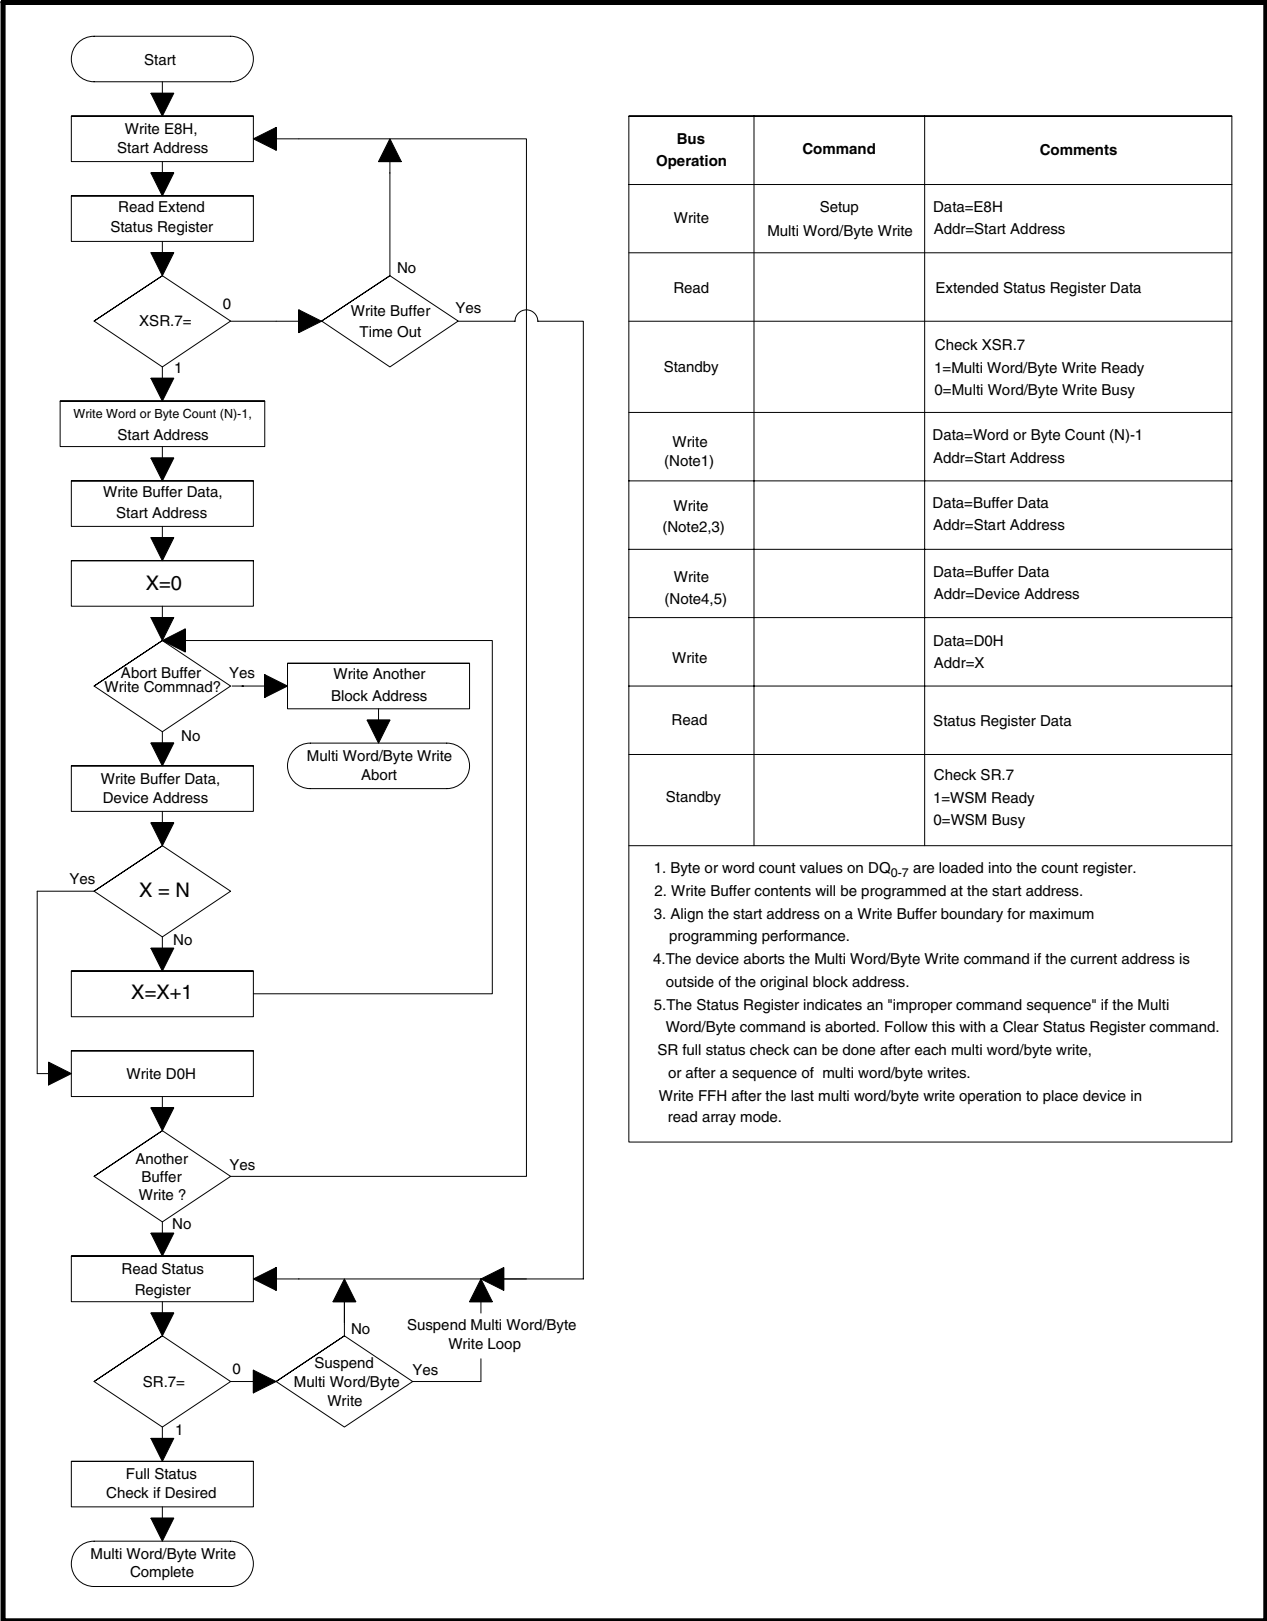 Start
Write E8H,
Start Address
Read Extend
Status Register
XSR.7=
0
1
Write Buffer
Time Out
No
Yes
Write Word or Byte Count (N)-1,
Start Address
Write Buffer Data,
Start Address
X=0
Abort Buffer
Write Commnad?
Yes
No
Write Another
Block Address
Multi Word/Byte Write
Abort
Write Buffer Data,
Device Address
X = N
Yes
No
X=X+1
Write D0H
Another
Buffer
Write ?
Yes
No
Read Status
Register
SR.7=
0
1
Suspend
Multi Word/Byte
Write
No
Yes
Suspend Multi Word/Byte
Write Loop
Full Status
Check if Desired
Multi Word/Byte Write
Complete
Bus
Operation
Command
Comments
Write
Setup
Multi Word/Byte Write
Data=E8H
Addr=Start Address
Read
Extended Status Register Data
Standby
Check XSR.7
1=Multi Word/Byte Write Ready
0=Multi Word/Byte Write Busy
Write
(Note1)
Data=Word or Byte Count (N)-1
Addr=Start Address
Write
(Note2,3)
Data=Buffer Data
Addr=Start Address
Write
(Note4,5)
Data=Buffer Data
Addr=Device Address
Write
Data=D0H
Addr=X
Read
Status Register Data
Standby
Check SR.7
1=WSM Ready
0=WSM Busy
1. Byte or word count values on DQ0-7 are loaded into the count register.
2. Write Buffer contents will be programmed at the start address.
3. Align the start address on a Write Buffer boundary for maximum
programming performance.
4.The device aborts the Multi Word/Byte Write command if the current address is
outside of the original block address.
5.The Status Register indicates an "improper command sequence" if the Multi
Word/Byte command is aborted. Follow this with a Clear Status Register command.
SR full status check can be done after each multi word/byte write,
or after a sequence of multi word/byte writes.
Write FFH after the last multi word/byte write operation to place device in
read array mode.